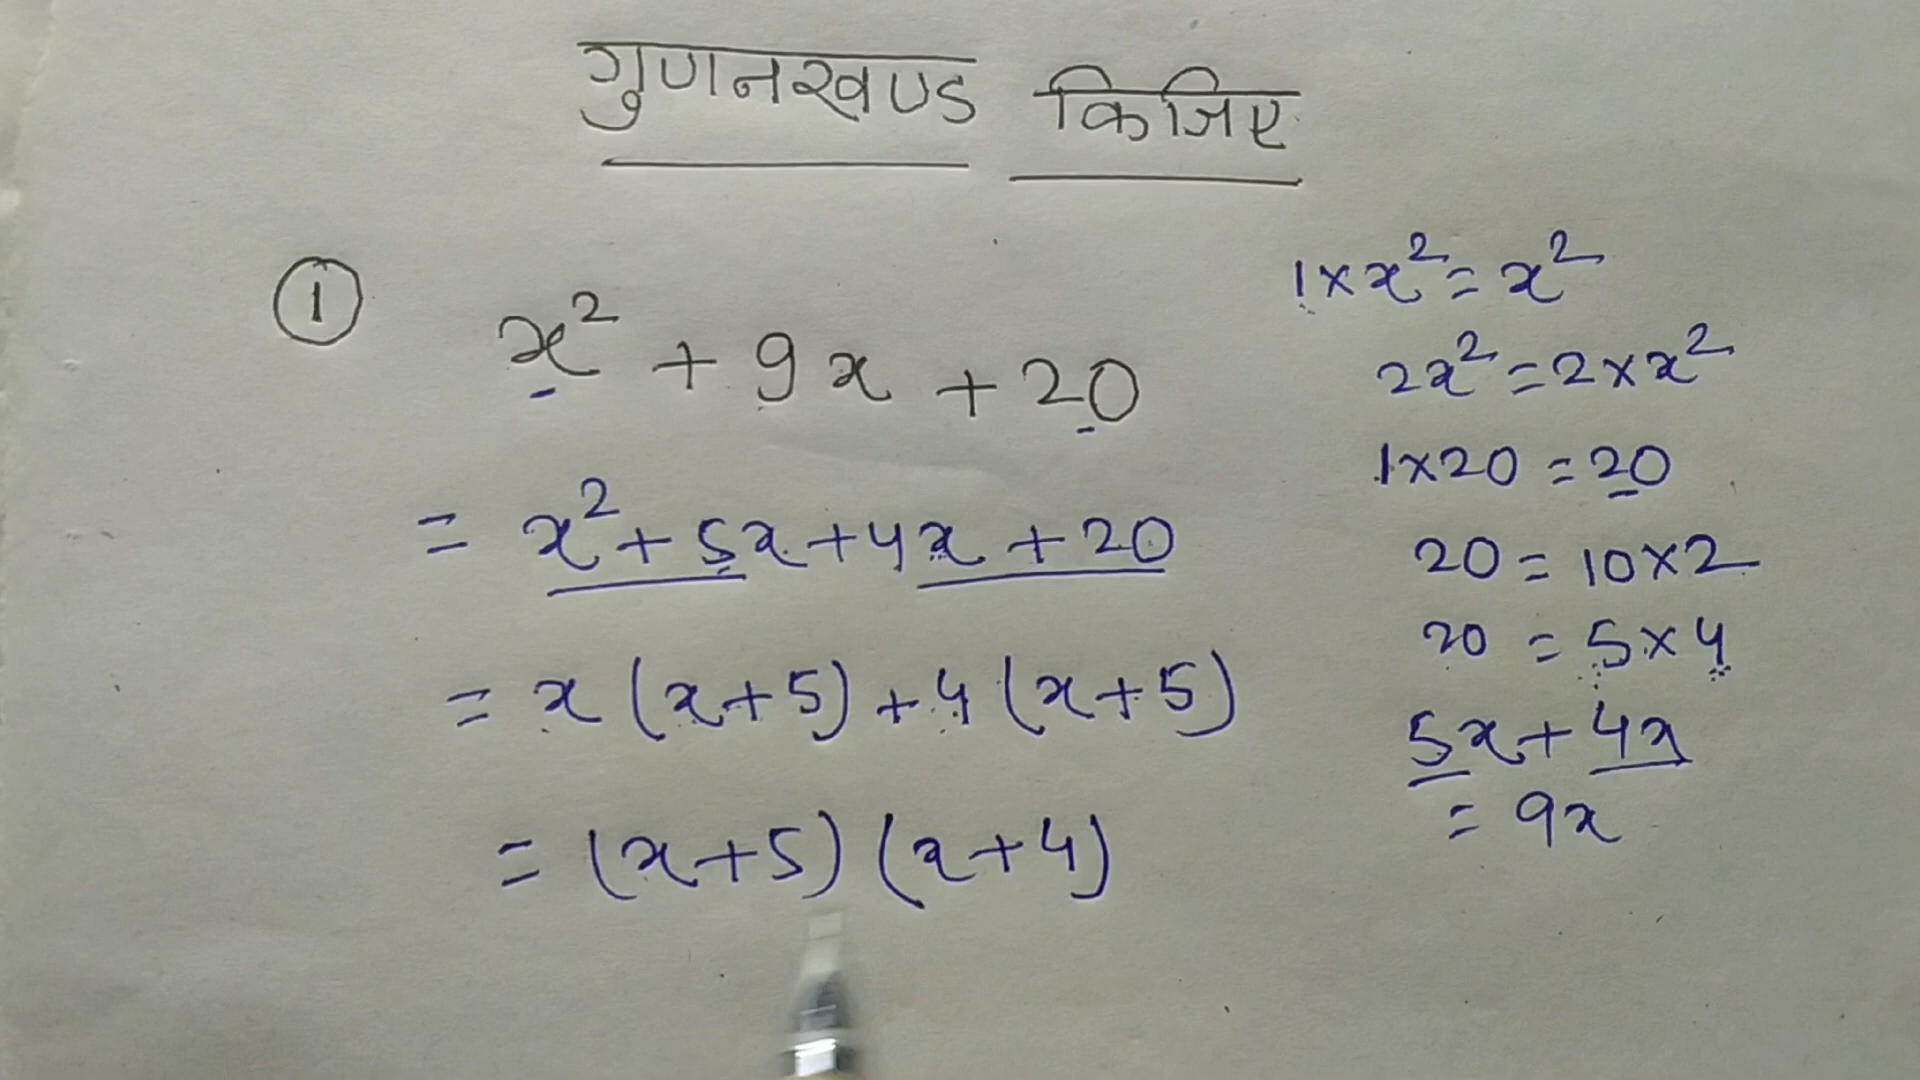 गुणनखण्ड किजिए
① x² + 9x + 20
= x² + 5x + 4x + 20
= x (x+5) + 4 (x+5)
= (x+5) (x+4)
1 × x² = x²
2x² = 2 × x²
1 × 20 = 20
20 = 10 × 2
20 = 5 × 4
5x + 4x
= 9x